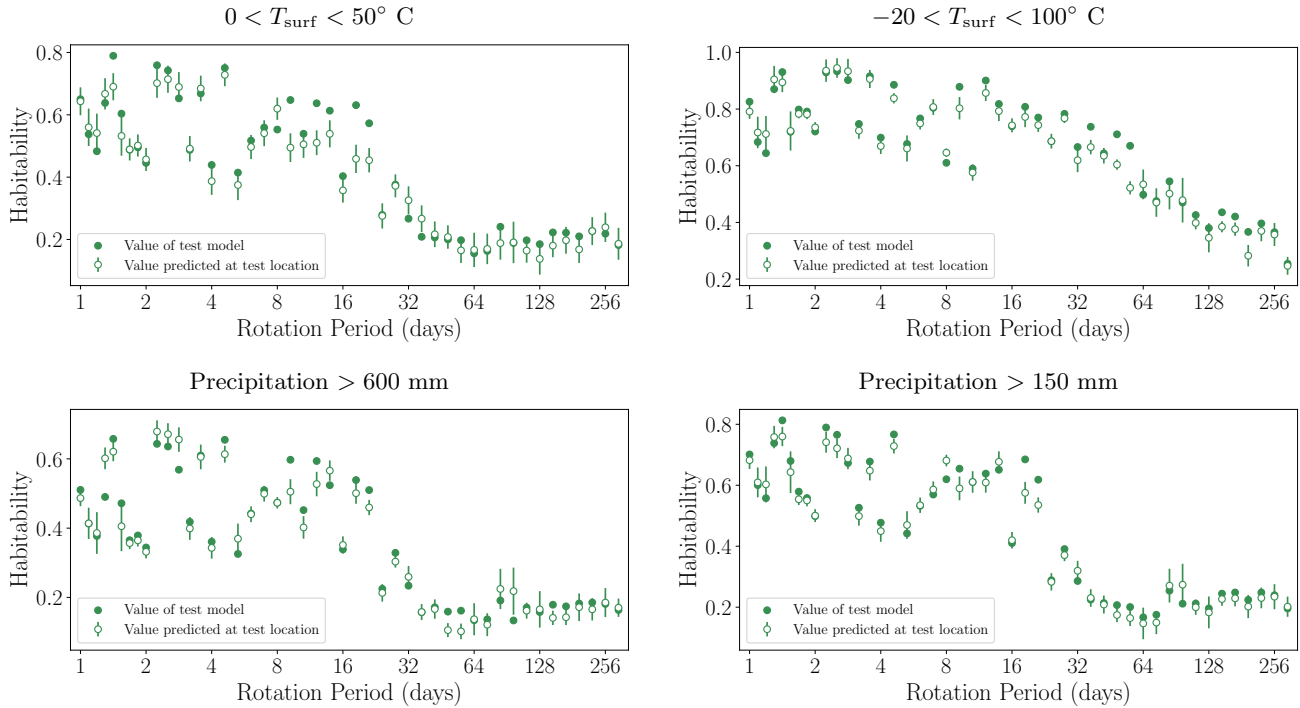 0 < T_surf < 50° C
0.8
0.6
0.4
0.2
Habitability
Value of test model
Value predicted at test location
1 2 4 8 16 32 64 128 256
Rotation Period (days)
−20 < T_surf < 100° C
1.0
0.8
0.6
0.4
0.2
Habitability
Value of test model
Value predicted at test location
1 2 4 8 16 32 64 128 256
Rotation Period (days)
Precipitation > 600 mm
0.6
0.4
0.2
Habitability
Value of test model
Value predicted at test location
1 2 4 8 16 32 64 128 256
Rotation Period (days)
Precipitation > 150 mm
0.8
0.6
0.4
0.2
Habitability
Value of test model
Value predicted at test location
1 2 4 8 16 32 64 128 256
Rotation Period (days)